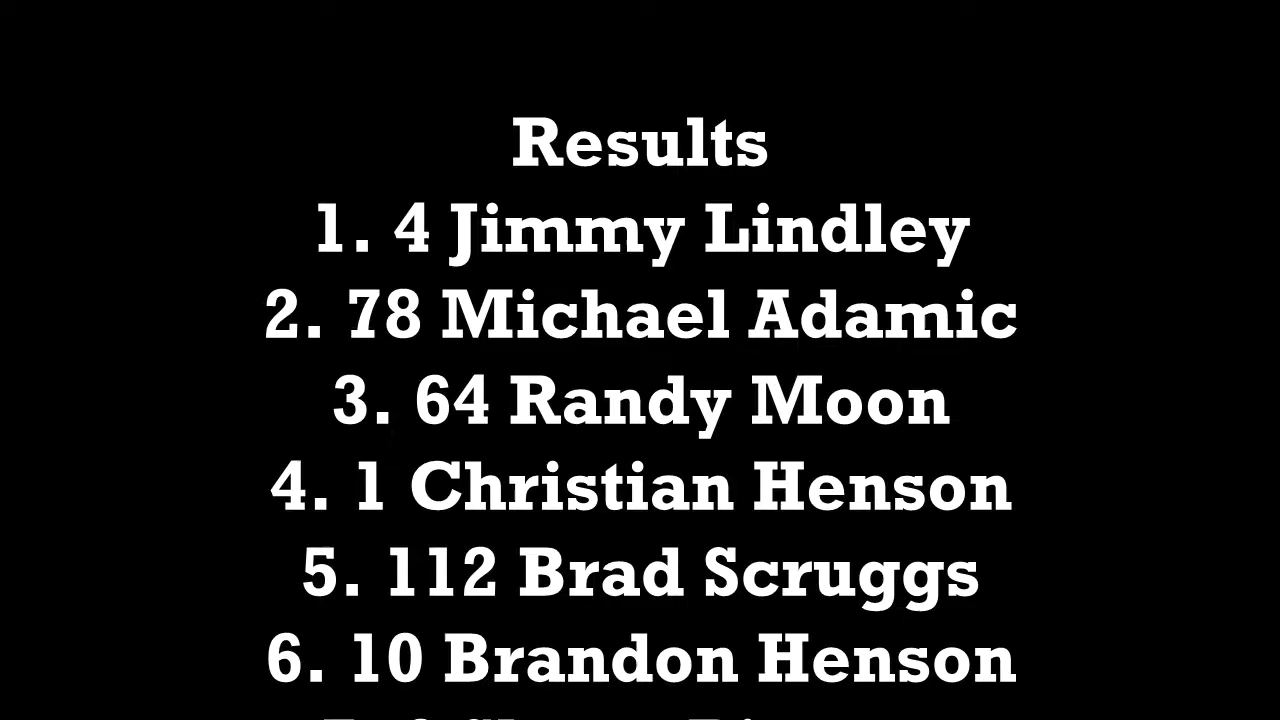 Results
1. 4 Jimmy Lindley
2. 78 Michael Adamic
3. 64 Randy Moon
4. 1 Christian Henson
5. 112 Brad Scruggs
6. 10 Brandon Henson